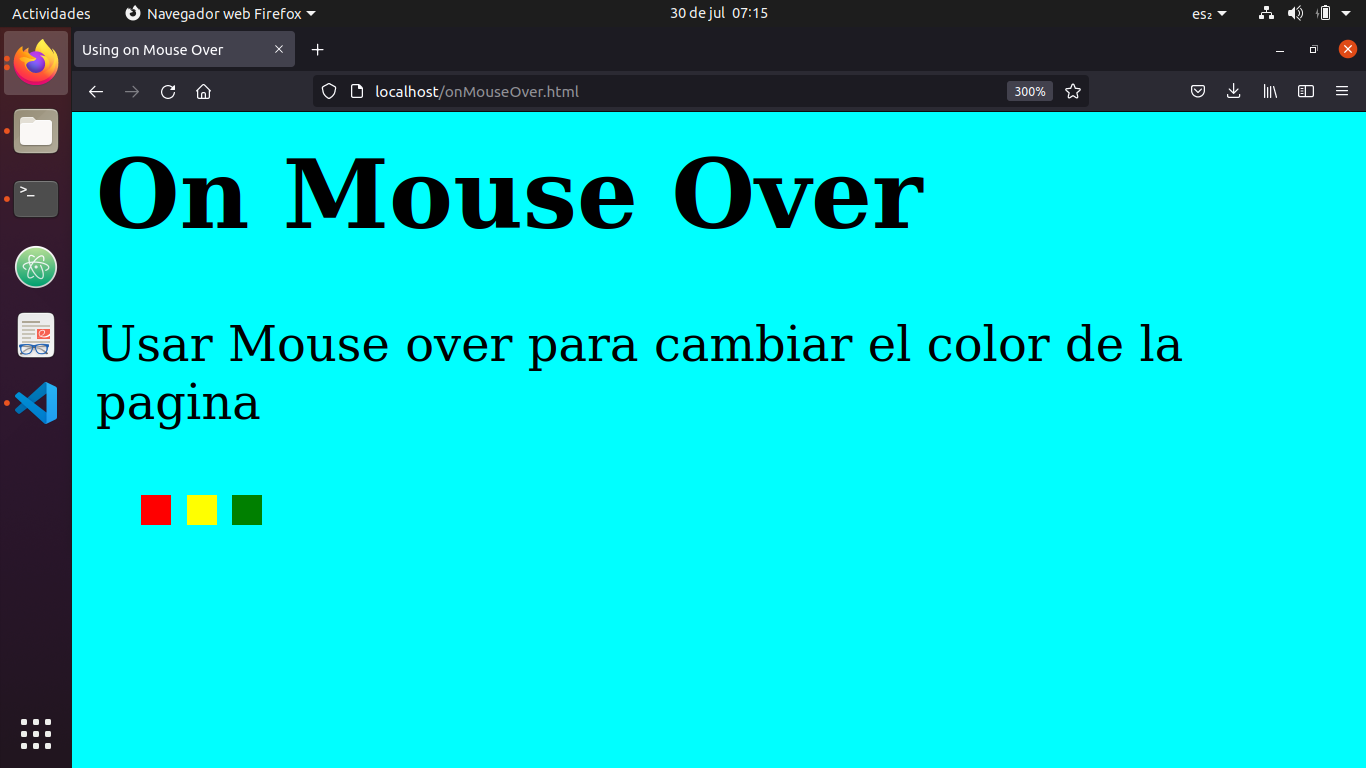 Actividades Navegador web Firefox 30 de jul 07:15 es₂
Using on Mouse Over
localhost/onMouseOver.html 300%
On Mouse Over
Usar Mouse over para cambiar el color de la
pagina